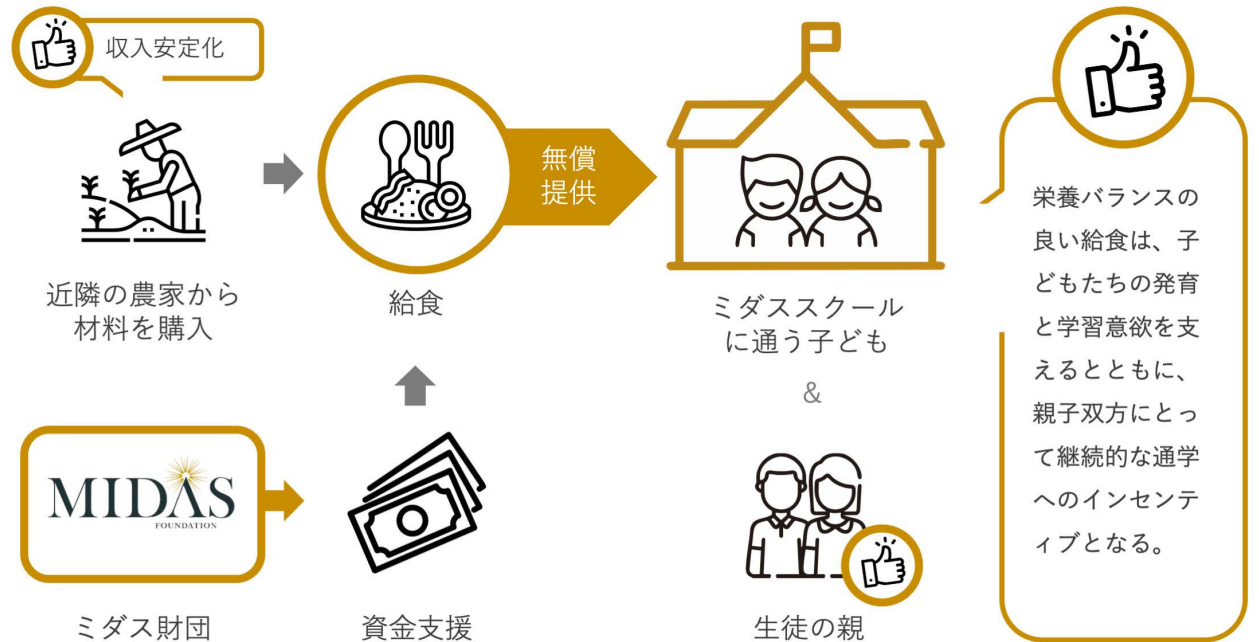 収入安定化
近隣の農家から
材料を購入
給食
無償
提供
ミダススクール
に通う子ども
&
生徒の親
MIDAS
FOUNDATION
ミダス財団
資金支援
栄養バランスの
良い給食は、子
どもたちの発育
と学習意欲を支
えるとともに、
親子双方にとっ
て継続的な通学
へのインセンテ
ィブとなる。